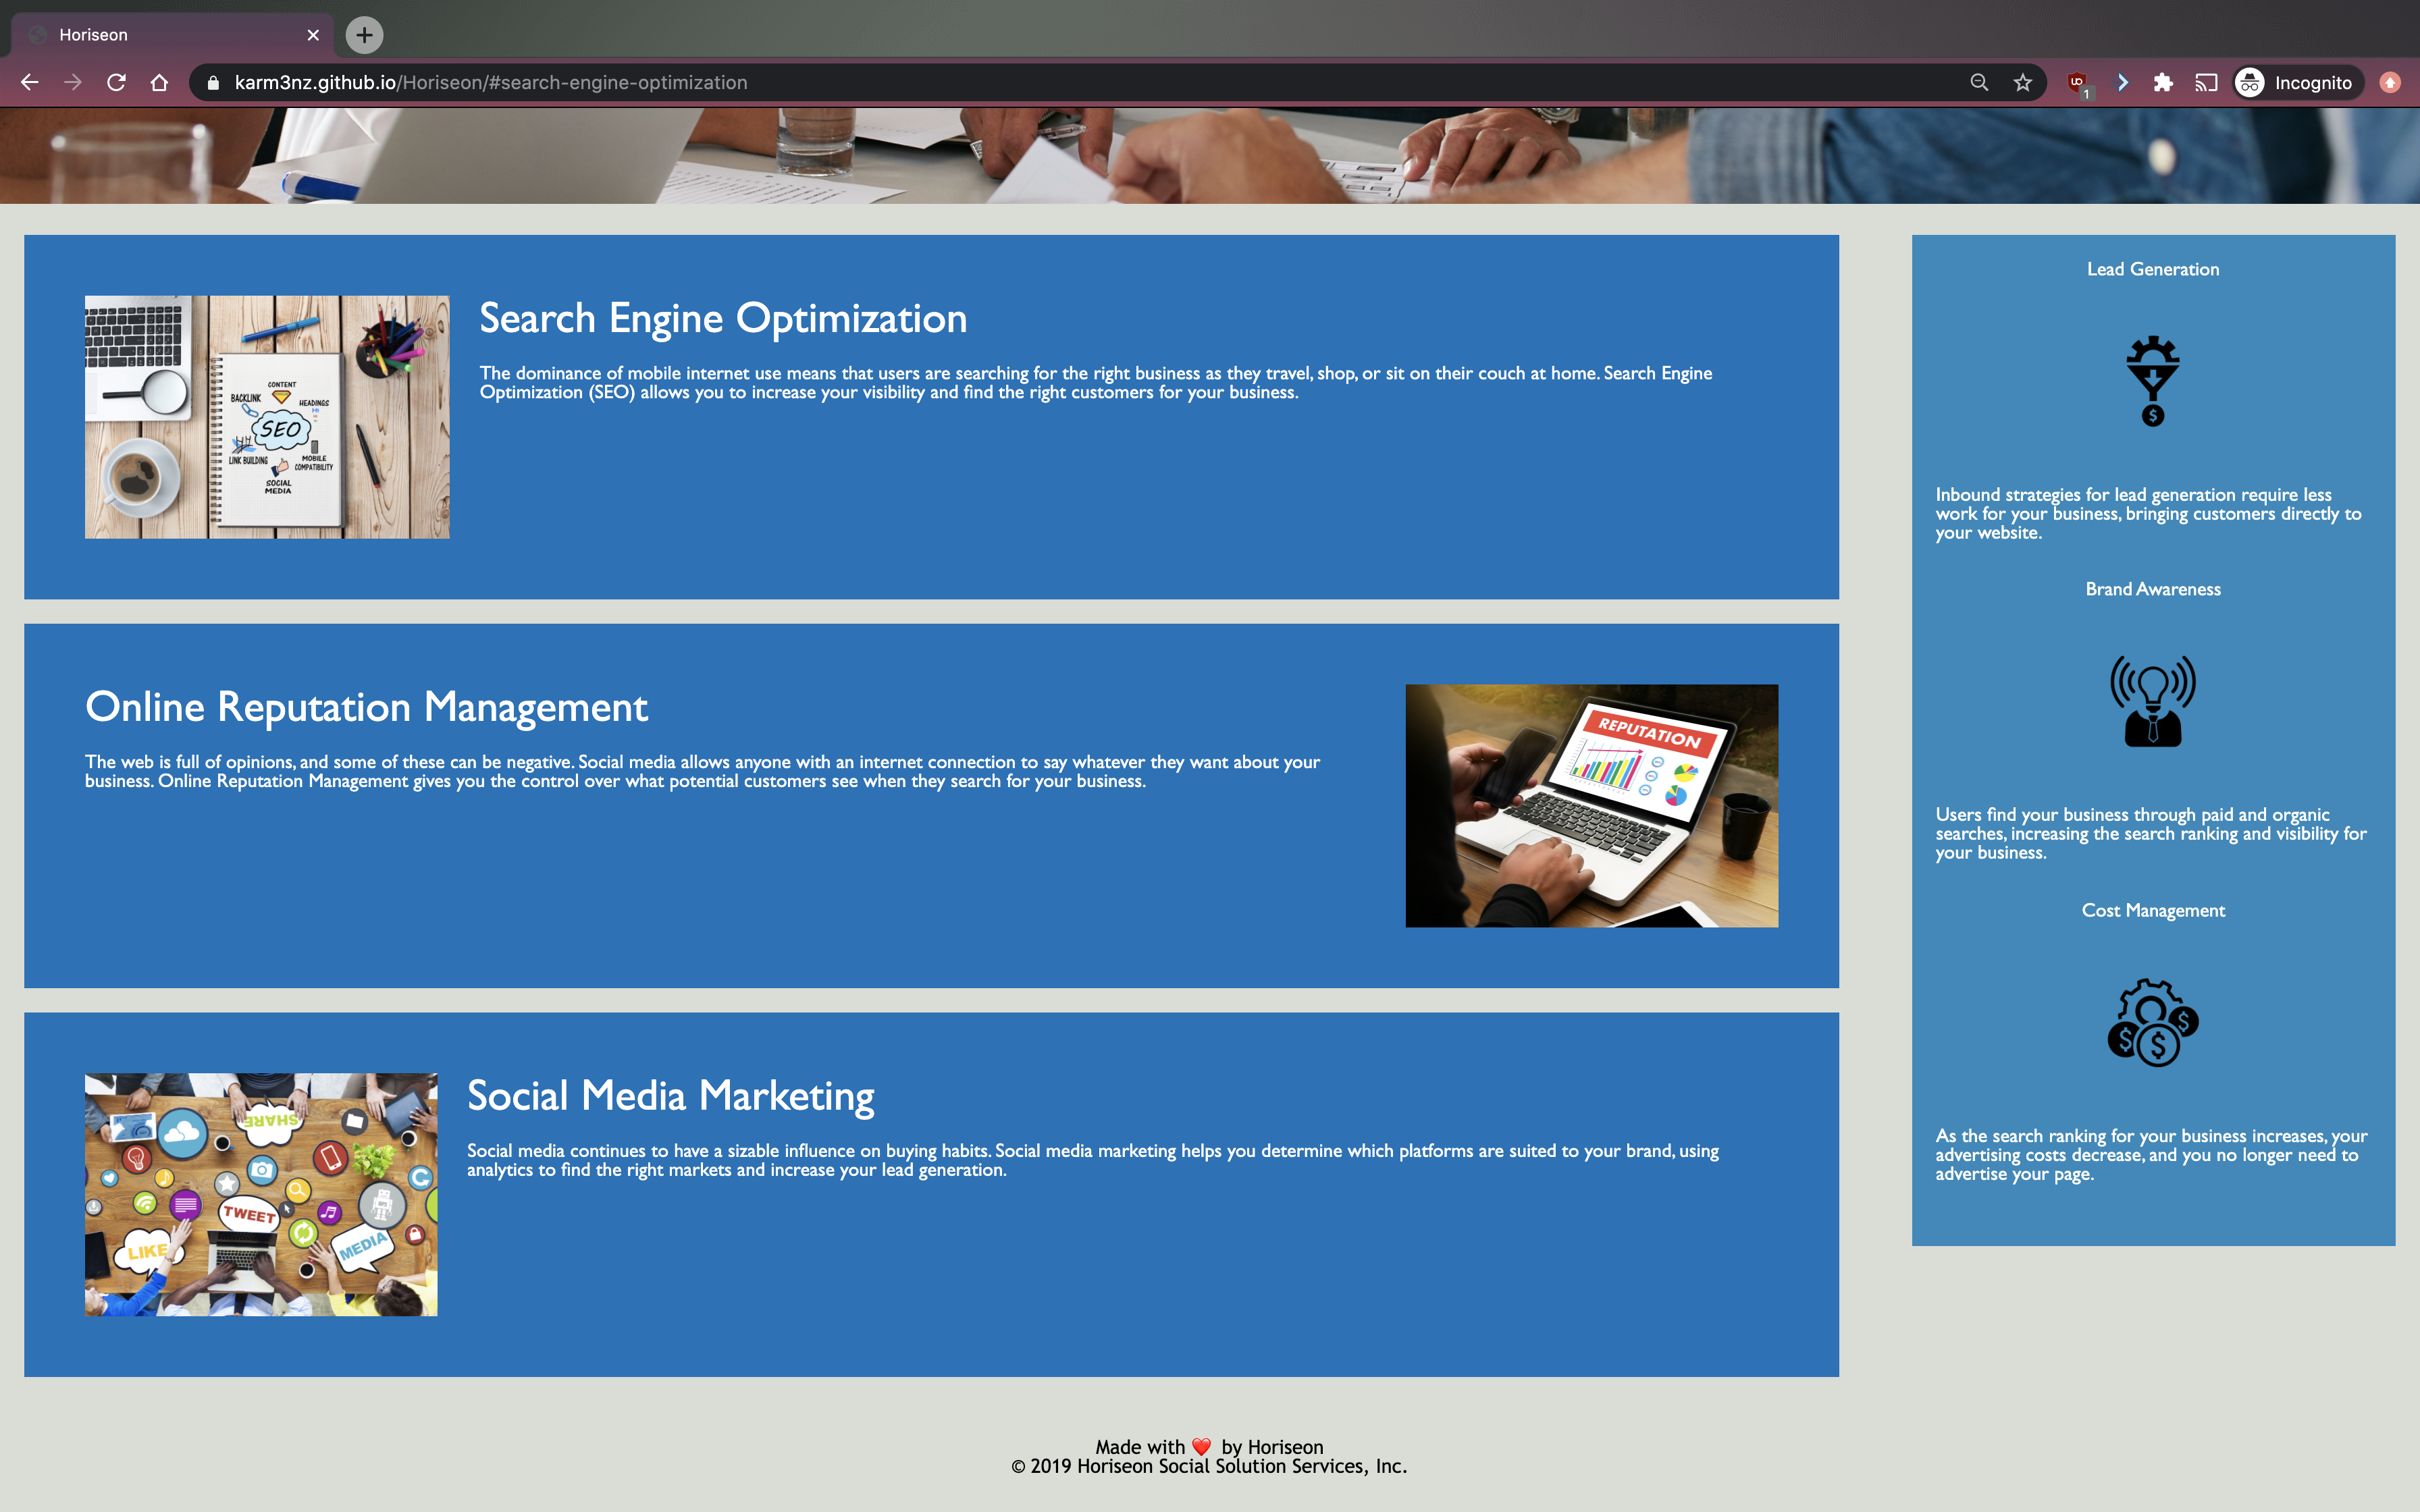 Horiseon
karm3nz.github.io/Horiseon/#search-engine-optimization
1
Incognito
CONTENT
BACKLINK
HEADINGS
SEO
LINK BUILDING
MOBILE
COMPATIBILITY
SOCIAL
MEDIA
Search Engine Optimization
The dominance of mobile internet use means that users are searching for the right business as they travel, shop, or sit on their couch at home. Search Engine
Optimization (SEO) allows you to increase your visibility and find the right customers for your business.
Online Reputation Management
The web is full of opinions, and some of these can be negative. Social media allows anyone with an internet connection to say whatever they want about your
business. Online Reputation Management gives you the control over what potential customers see when they search for your business.
REPUTATION
SHARE
TWEET
LIKE
MEDIA
Social Media Marketing
Social media continues to have a sizable influence on buying habits. Social media marketing helps you determine which platforms are suited to your brand, using
analytics to find the right markets and increase your lead generation.
Lead Generation
$
Inbound strategies for lead generation require less
work for your business, bringing customers directly to
your website.
Brand Awareness
Users find your business through paid and organic
searches, increasing the search ranking and visibility for
your business.
Cost Management
$ $ $
As the search ranking for your business increases, your
advertising costs decrease, and you no longer need to
advertise your page.
Made with ❤️ by Horiseon
© 2019 Horiseon Social Solution Services, Inc.